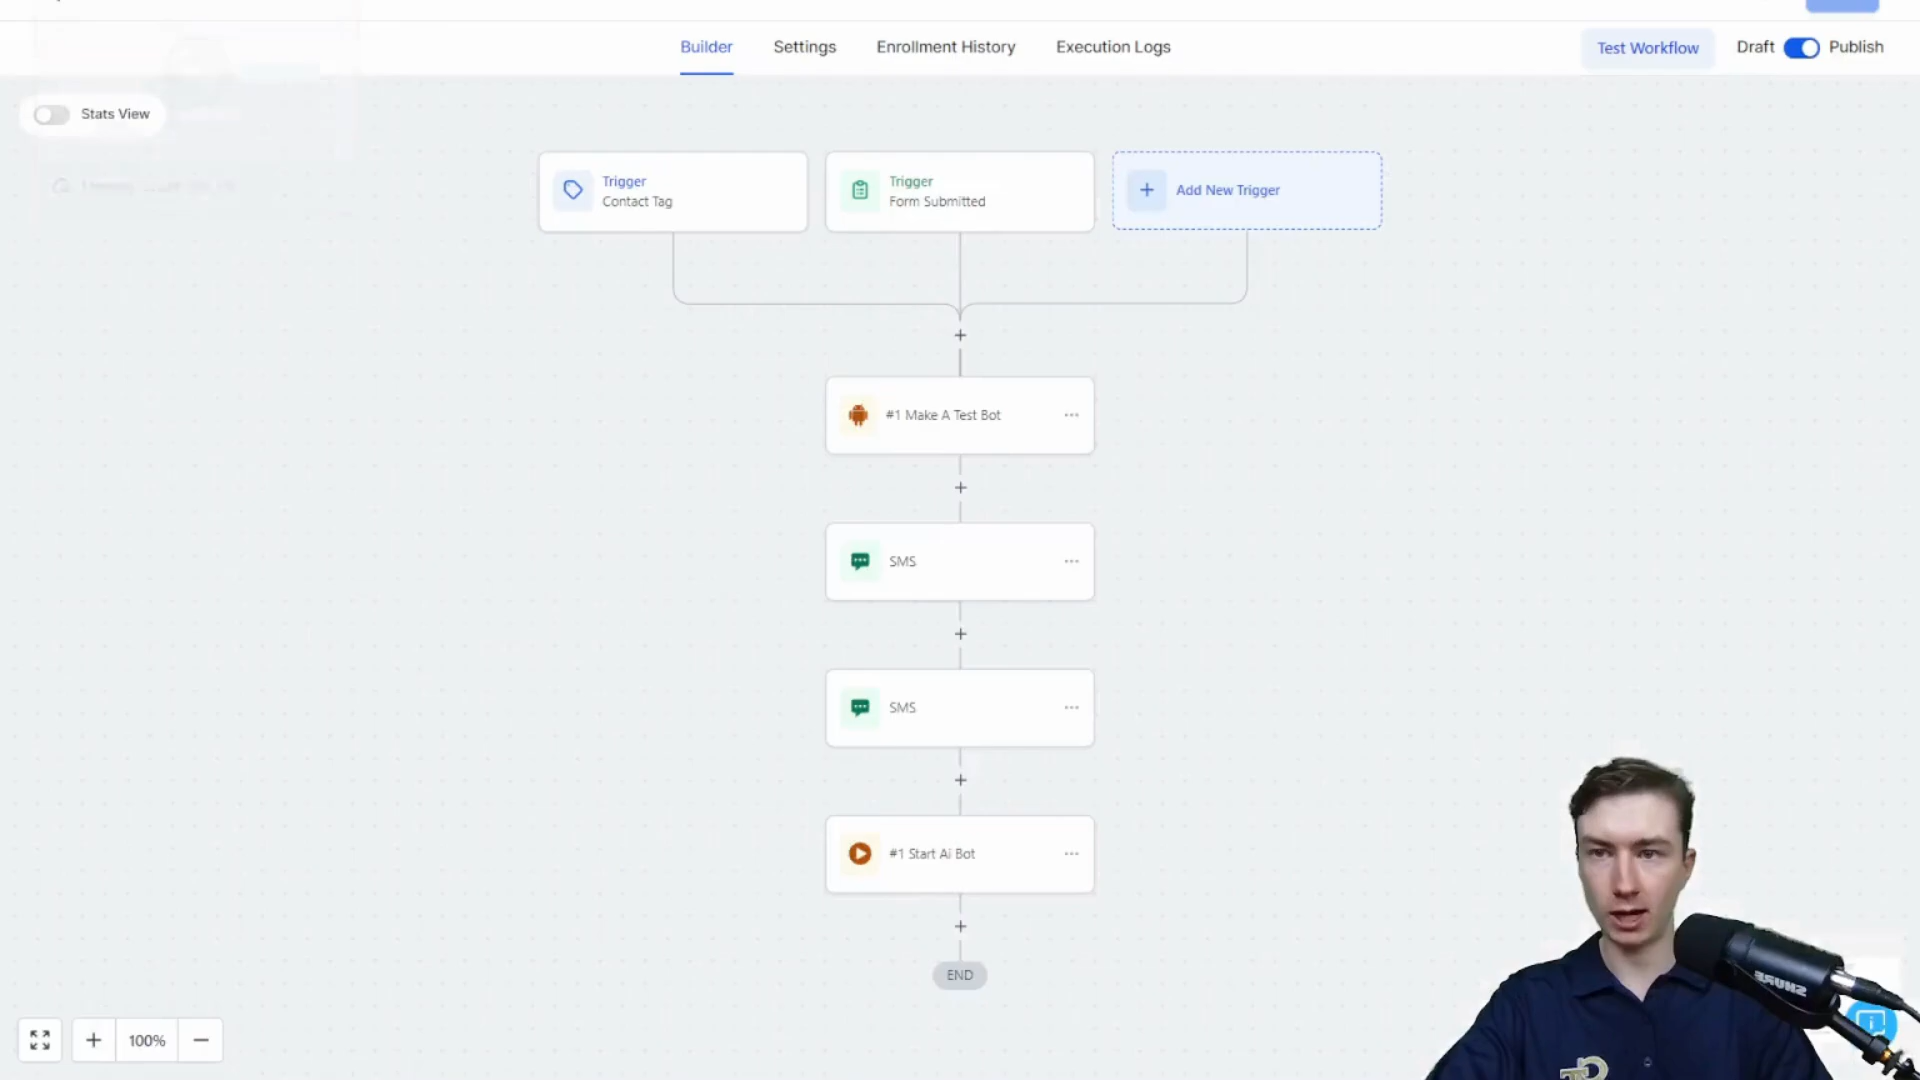 Builder Settings Enrollment History Execution Logs Test Workflow Draft Publish
Stats View
Trigger
Contact Tag
Trigger
Form Submitted
+ Add New Trigger
+
#1 Make A Test Bot ...
+
SMS ...
+
SMS ...
+
#1 Start Ai Bot ...
+
END
+ 100% −
SHURE